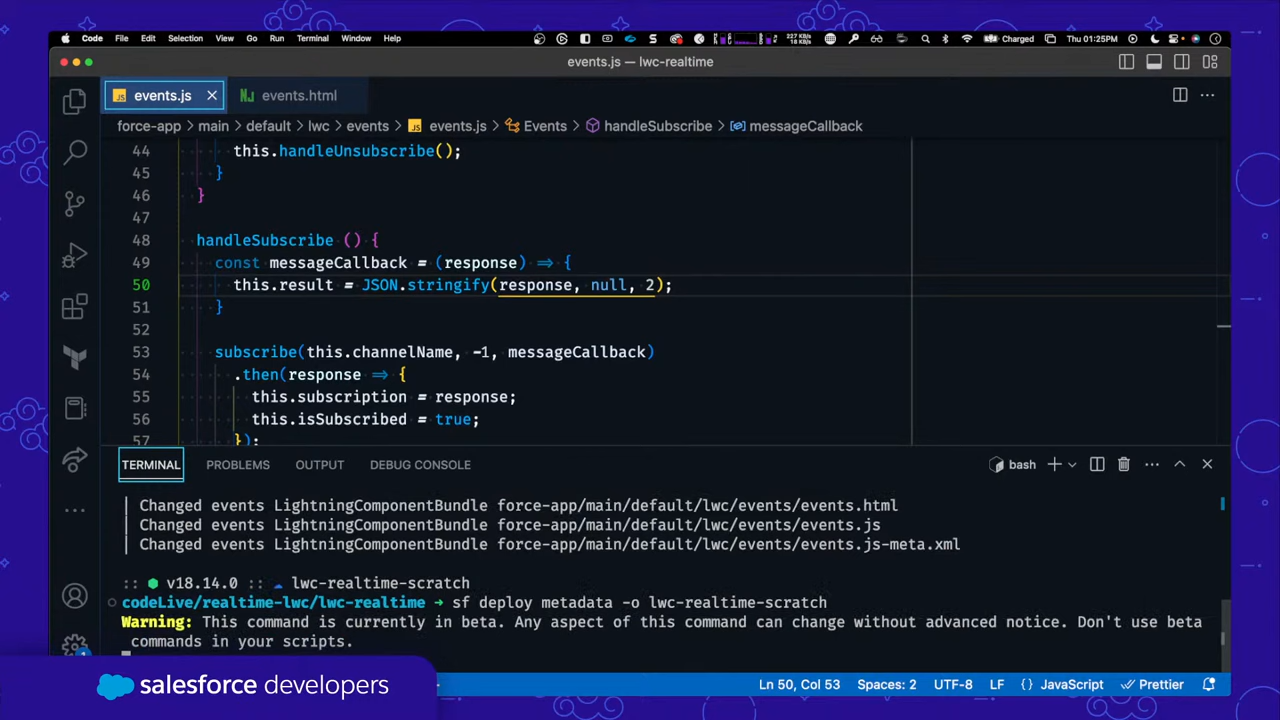 Code File Edit Selection View Go Run Terminal Window Help 227 KB 18 KB Charged Thu 01:25PM
events.js — lwc-realtime
JS events.js events.html
force-app > main > default > lwc > events > JS events.js > Events > handleSubscribe > messageCallback
44 this.handleUnsubscribe();
45 }
46 }
47
48 handleSubscribe () {
49 const messageCallback = (response) => {
50 this.result = JSON.stringify(response, null, 2);
51 }
52
53 subscribe(this.channelName, -1, messageCallback)
54 .then(response => {
55 this.subscription = response;
56 this.isSubscribed = true;
57 });
TERMINAL PROBLEMS OUTPUT DEBUG CONSOLE bash
| Changed events LightningComponentBundle force-app/main/default/lwc/events/events.html
| Changed events LightningComponentBundle force-app/main/default/lwc/events/events.js
| Changed events LightningComponentBundle force-app/main/default/lwc/events/events.js-meta.xml
:: v18.14.0 :: lwc-realtime-scratch
codeLive/realtime-lwc/lwc-realtime → sf deploy metadata -o lwc-realtime-scratch
Warning: This command is currently in beta. Any aspect of this command can change without advanced notice. Don't use beta
commands in your scripts.
salesforce developers
Ln 50, Col 53 Spaces: 2 UTF-8 LF {} JavaScript Prettier